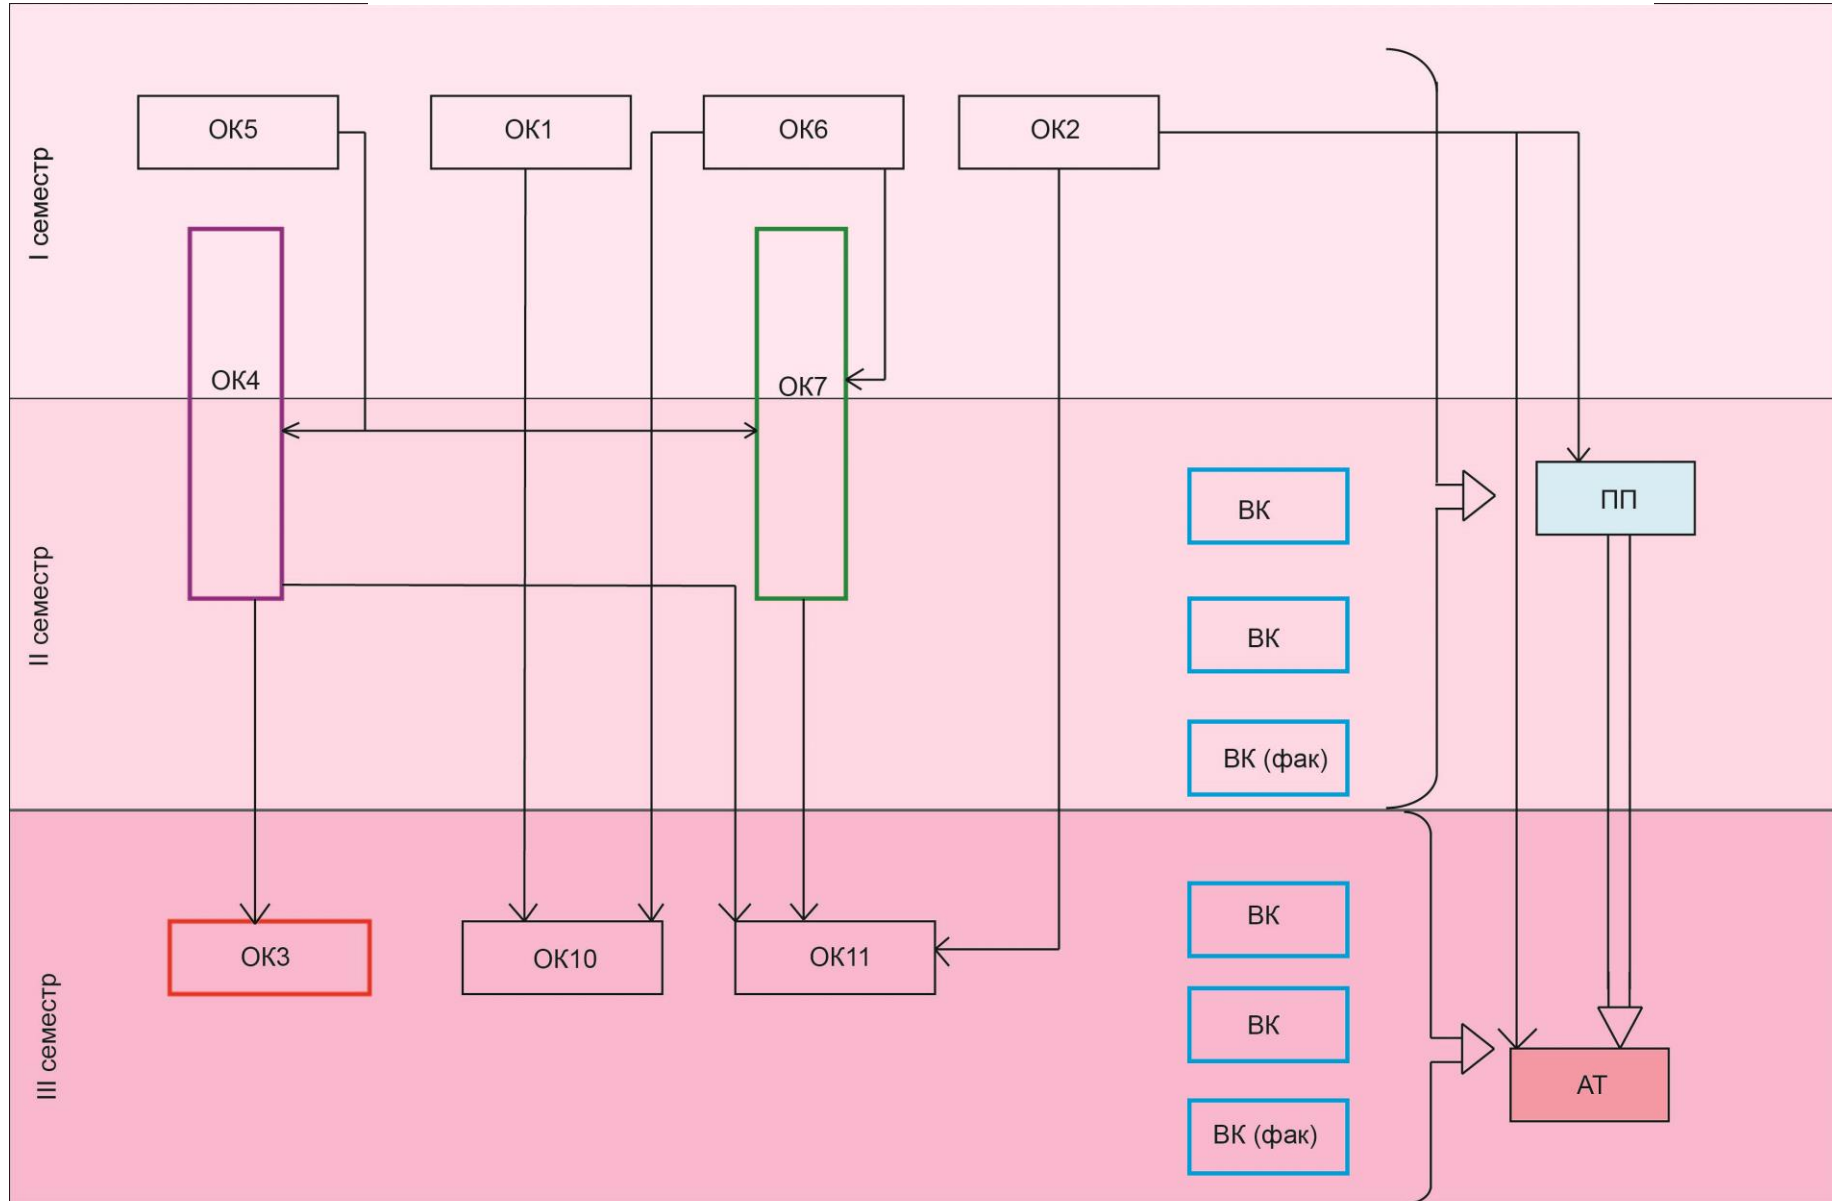 I семестр
ОК5
ОК1
ОК6
ОК2
ОК4
ОК7
II семестр
ВК
ПП
ВК
ВК (фак)
III семестр
ОК3
ОК10
ОК11
ВК
ВК
АТ
ВК (фак)